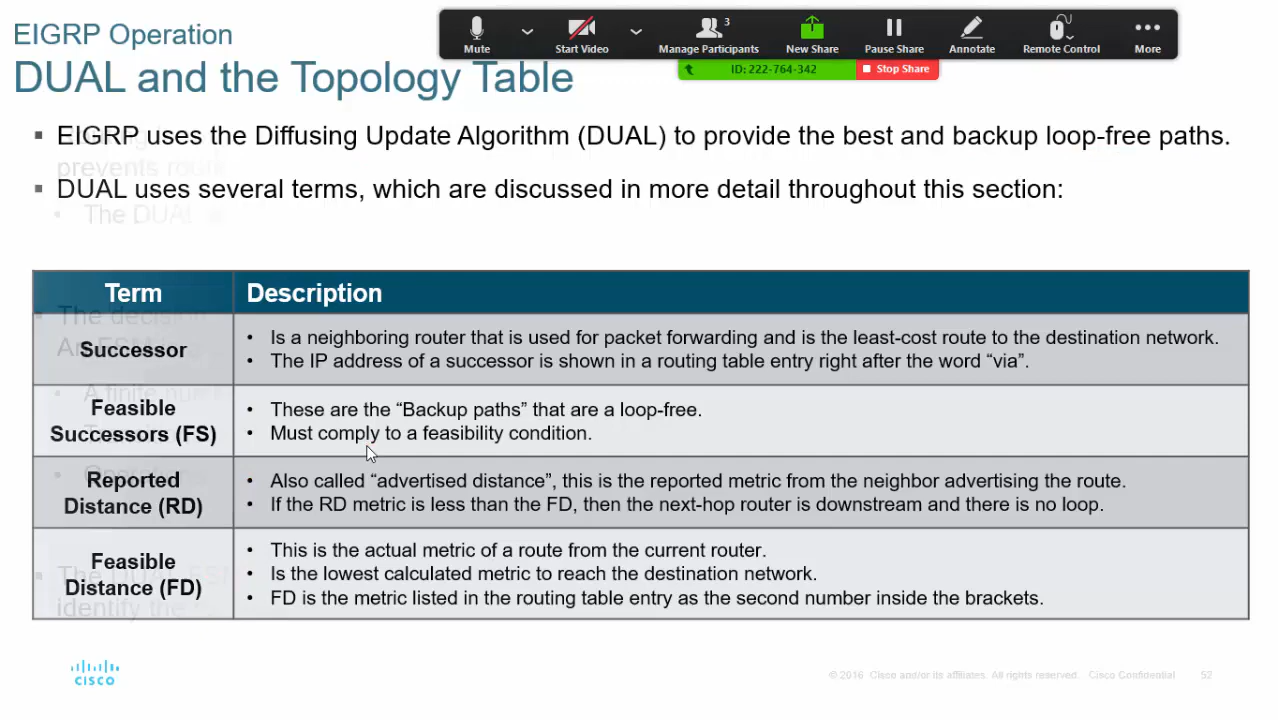 EIGRP Operation
DUAL and the Topology Table
Mute
Start Video
3
Manage Participants
New Share
Pause Share
Annotate
Remote Control
More
ID: 222-764-342
Stop Share
▪ EIGRP uses the Diffusing Update Algorithm (DUAL) to provide the best and backup loop-free paths.
prevents
▪ DUAL uses several terms, which are discussed in more detail throughout this section:
• The DUAL
Term
Description
The decision
Successor
• Is a neighboring router that is used for packet forwarding and is the least-cost route to the destination network.
• The IP address of a successor is shown in a routing table entry right after the word “via”.
A finite
Feasible
Successors (FS)
• These are the “Backup paths” that are a loop-free.
• Must comply to a feasibility condition.
Reported
Distance (RD)
• Also called “advertised distance”, this is the reported metric from the neighbor advertising the route.
• If the RD metric is less than the FD, then the next-hop router is downstream and there is no loop.
Feasible
Distance (FD)
• This is the actual metric of a route from the current router.
• Is the lowest calculated metric to reach the destination network.
• FD is the metric listed in the routing table entry as the second number inside the brackets.
identify the
CISCO
© 2016 Cisco and/or its affiliates. All rights reserved. Cisco Confidential
52